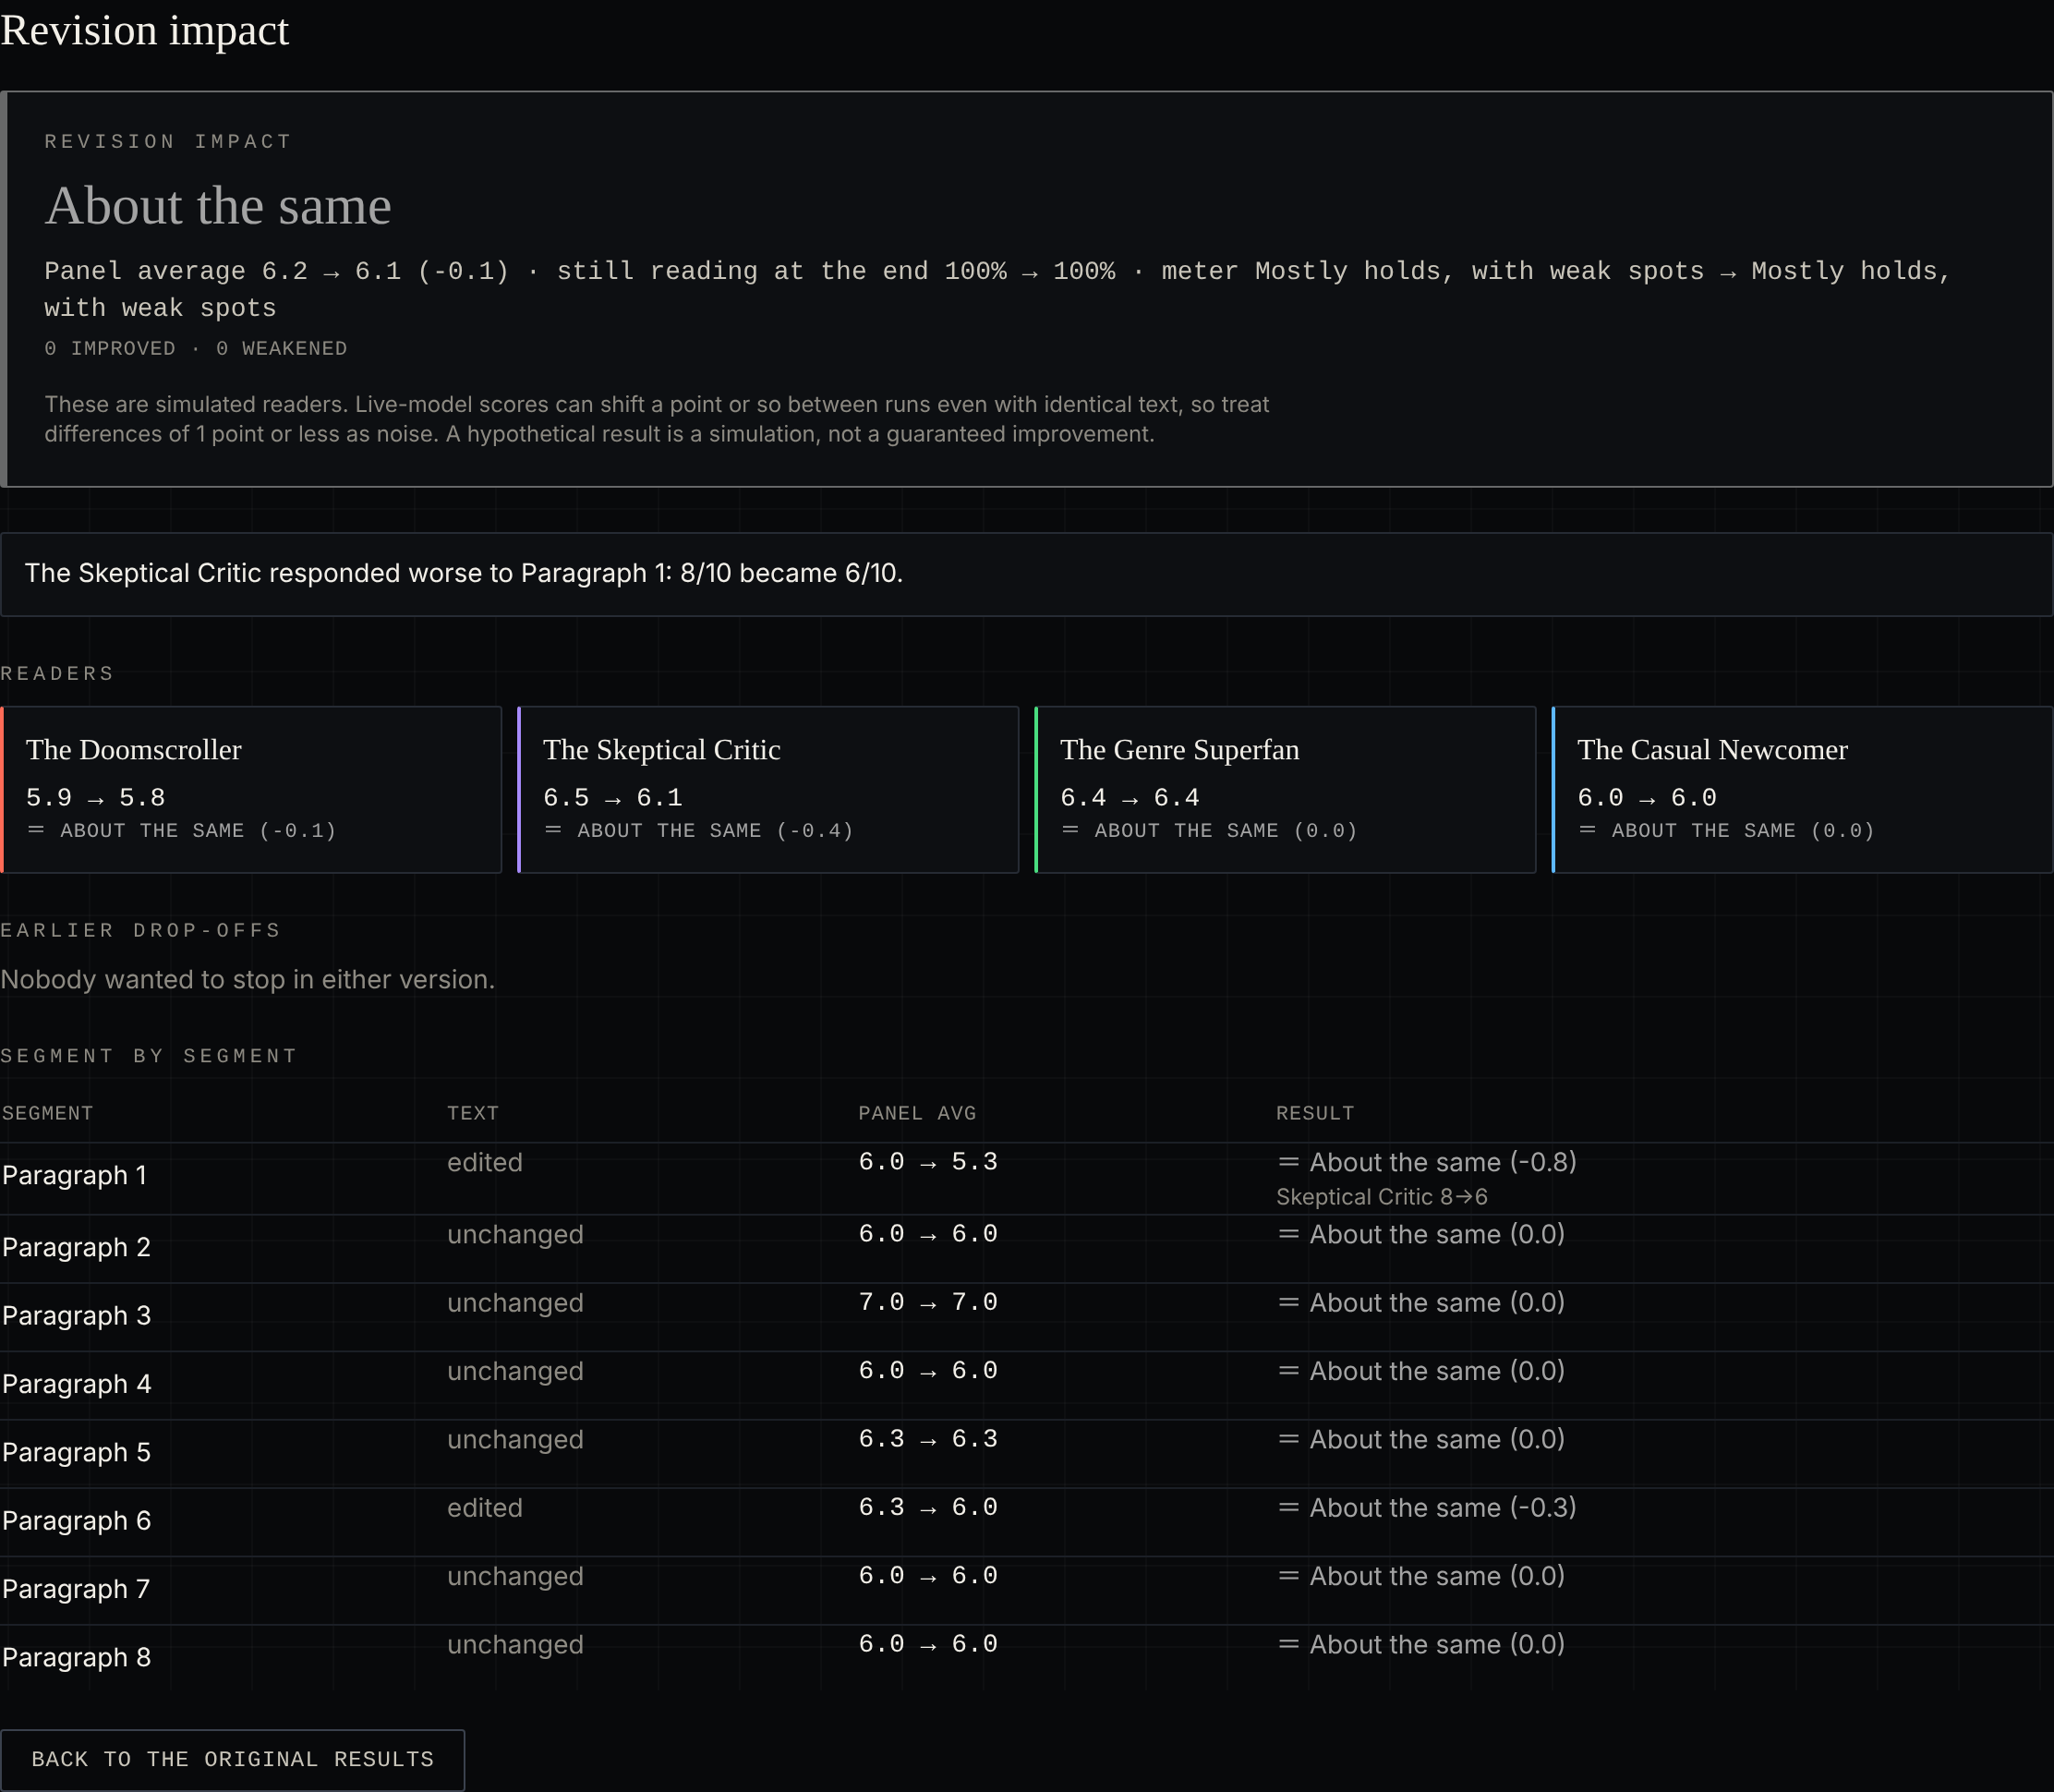 Revision impact
REVISION IMPACT
About the same
Panel average 6.2 → 6.1 (-0.1) · still reading at the end 100% → 100% · meter Mostly holds, with weak spots → Mostly holds,
with weak spots
0 IMPROVED · 0 WEAKENED
These are simulated readers. Live-model scores can shift a point or so between runs even with identical text, so treat
differences of 1 point or less as noise. A hypothetical result is a simulation, not a guaranteed improvement.
The Skeptical Critic responded worse to Paragraph 1: 8/10 became 6/10.
READERS
The Doomscroller
5.9 → 5.8
= ABOUT THE SAME (-0.1)
The Skeptical Critic
6.5 → 6.1
= ABOUT THE SAME (-0.4)
The Genre Superfan
6.4 → 6.4
= ABOUT THE SAME (0.0)
The Casual Newcomer
6.0 → 6.0
= ABOUT THE SAME (0.0)
EARLIER DROP-OFFS
Nobody wanted to stop in either version.
SEGMENT BY SEGMENT
SEGMENT TEXT PANEL AVG RESULT
Paragraph 1 edited 6.0 → 5.3 = About the same (-0.8)
Skeptical Critic 8→6
Paragraph 2 unchanged 6.0 → 6.0 = About the same (0.0)
Paragraph 3 unchanged 7.0 → 7.0 = About the same (0.0)
Paragraph 4 unchanged 6.0 → 6.0 = About the same (0.0)
Paragraph 5 unchanged 6.3 → 6.3 = About the same (0.0)
Paragraph 6 edited 6.3 → 6.0 = About the same (-0.3)
Paragraph 7 unchanged 6.0 → 6.0 = About the same (0.0)
Paragraph 8 unchanged 6.0 → 6.0 = About the same (0.0)
BACK TO THE ORIGINAL RESULTS